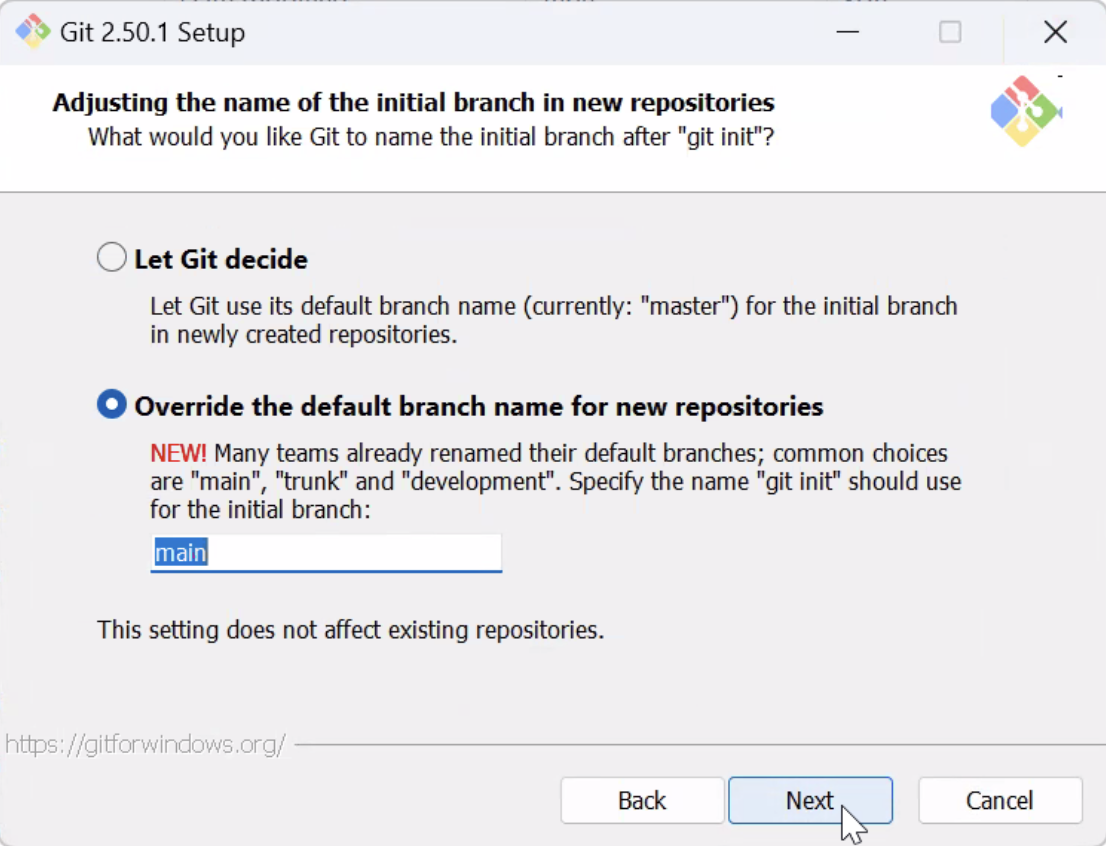 Git 2.50.1 Setup
Adjusting the name of the initial branch in new repositories
What would you like Git to name the initial branch after "git init"?
Let Git decide
Let Git use its default branch name (currently: "master") for the initial branch
in newly created repositories.
Override the default branch name for new repositories
NEW! Many teams already renamed their default branches; common choices
are "main", "trunk" and "development". Specify the name "git init" should use
for the initial branch:
main
This setting does not affect existing repositories.
https://gitforwindows.org/
Back
Next
Cancel